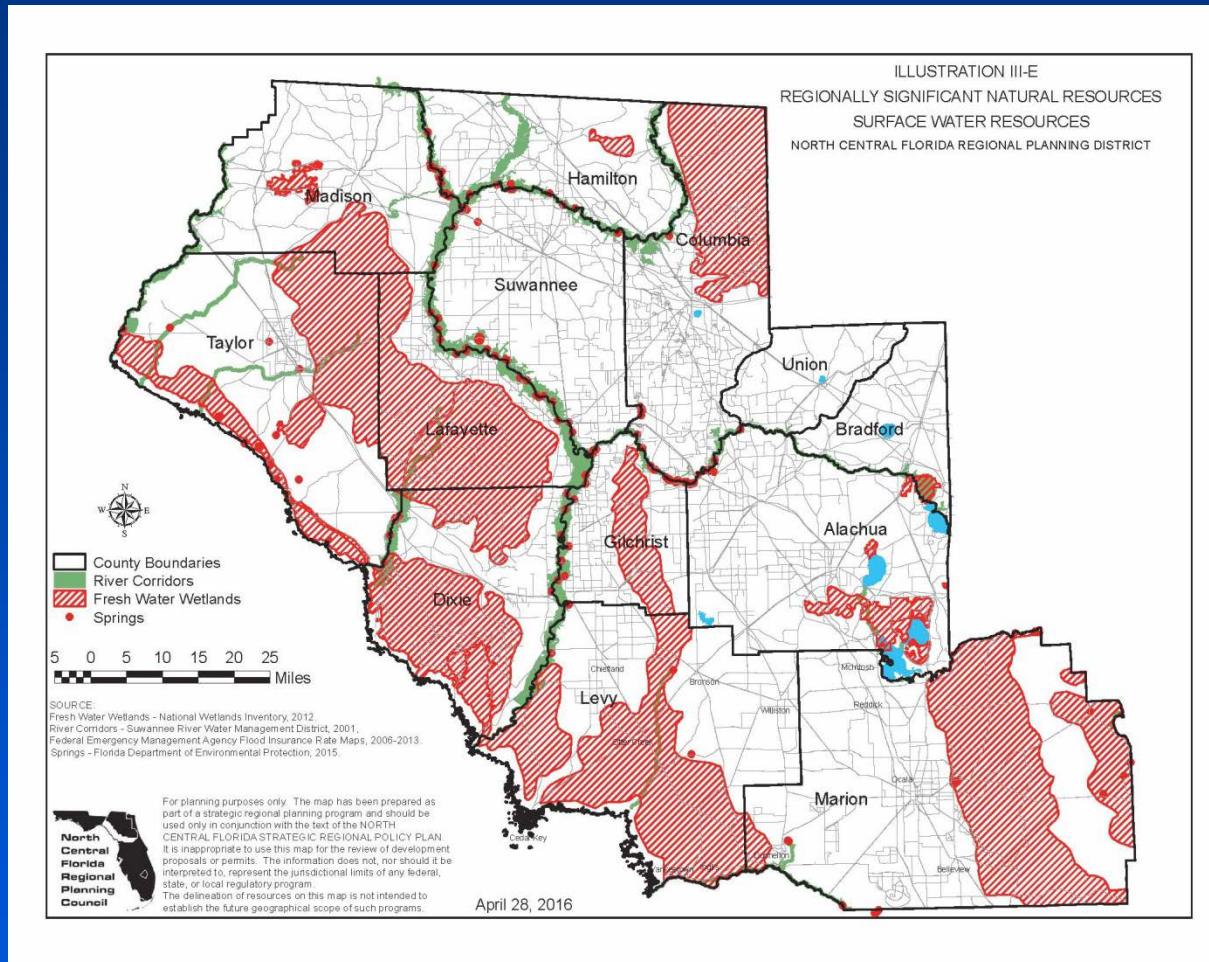 ILLUSTRATION III-E
REGIONALLY SIGNIFICANT NATURAL RESOURCES
SURFACE WATER RESOURCES
NORTH CENTRAL FLORIDA REGIONAL PLANNING DISTRICT
Hamilton
Madison
Columbia
Suwannee
Taylor
Union
Lafayette
Bradford
Alachua
Gilchrist
Dixie
Levy
Chiefland
Bronson
Williston
McIntosh
Reddick
Ocala
Marion
Belleview
Cedar Key
N
W
E
S
County Boundaries
River Corridors
Fresh Water Wetlands
Springs
5 0 5 10 15 20 25
Miles
SOURCE:
Fresh Water Wetlands - National Wetlands Inventory, 2012.
River Corridors - Suwannee River Water Management District, 2001,
Federal Emergency Management Agency Flood Insurance Rate Maps, 2006-2013.
Springs - Florida Department of Environmental Protection, 2015.
North
Central
Florida
Regional
Planning
Council
For planning purposes only. The map has been prepared as
part of a strategic regional planning program and should be
used only in conjunction with the text of the NORTH
CENTRAL FLORIDA STRATEGIC REGIONAL POLICY PLAN.
It is inappropriate to use this map for the review of development
proposals or permits. The information does not, nor should it be
interpreted to, represent the jurisdictional limits of any federal,
state, or local regulatory program.
The delineation of resources on this map is not intended to
establish the future geographical scope of such programs.
April 28, 2016